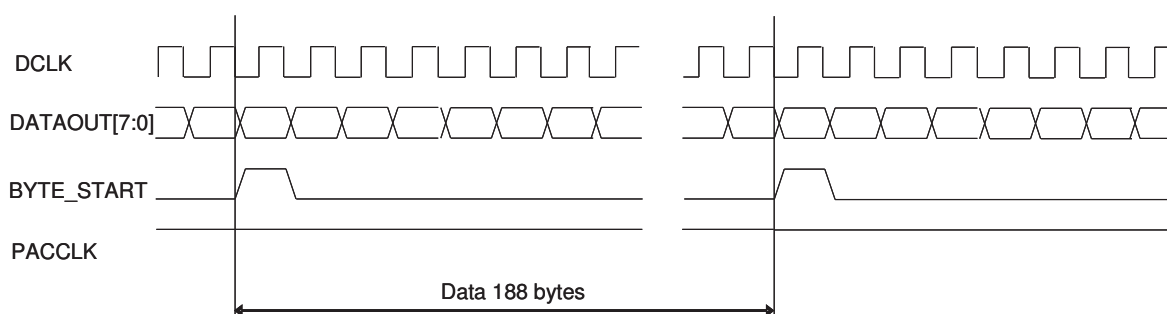 DCLK
DATAOUT[7:0]
BYTE_START
PACCLK
Data 188 bytes